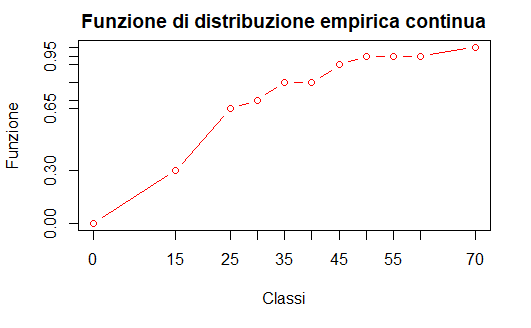 Funzione di distribuzione empirica continua
Funzione
0.00 0.30 0.65 0.95
0 15 25 35 45 55 70
Classi